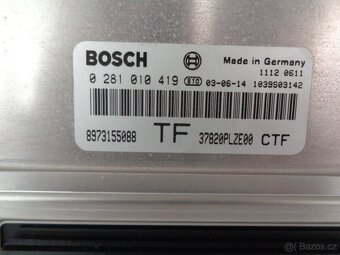 BOSCH Made in Germany
1112 0611
0 281 010 419 E10 03-06-14 1039S03142
8973155088 TF 37820PLZE00 CTF
bazos.cz